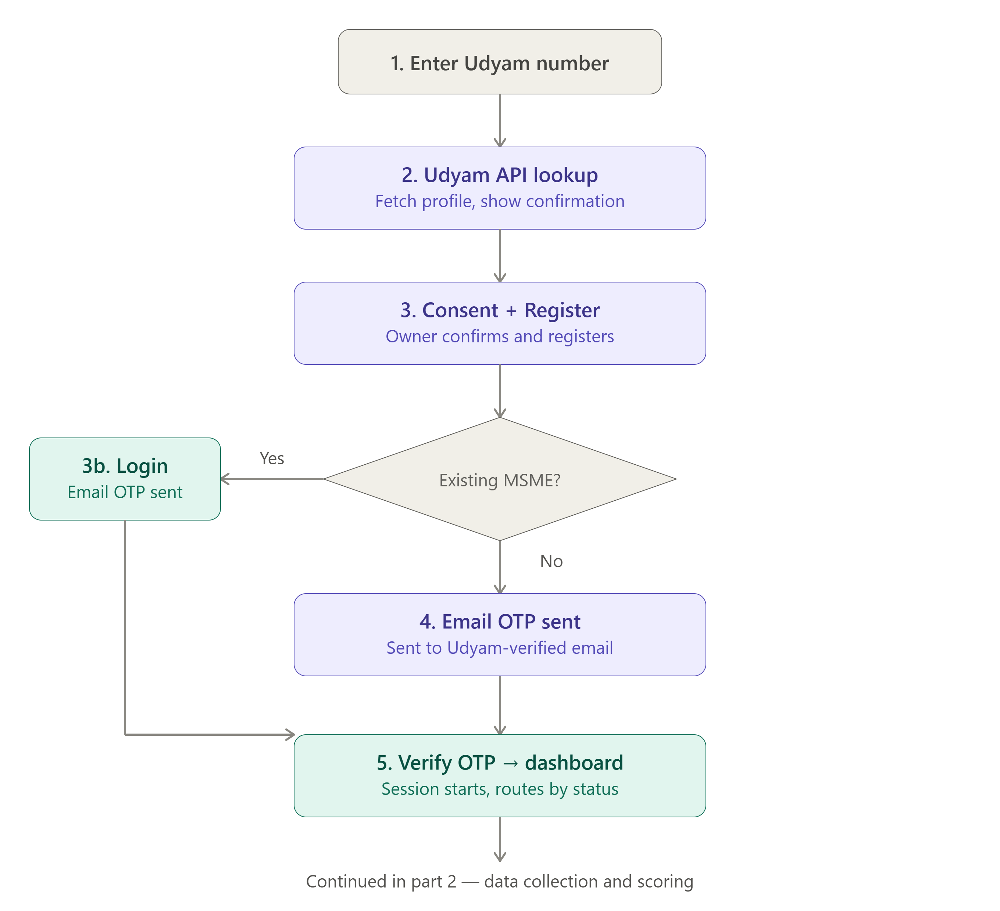 1. Enter Udyam number
2. Udyam API lookup
Fetch profile, show confirmation
3. Consent + Register
Owner confirms and registers
Existing MSME?
Yes
3b. Login
Email OTP sent
No
4. Email OTP sent
Sent to Udyam-verified email
5. Verify OTP → dashboard
Session starts, routes by status
Continued in part 2 — data collection and scoring